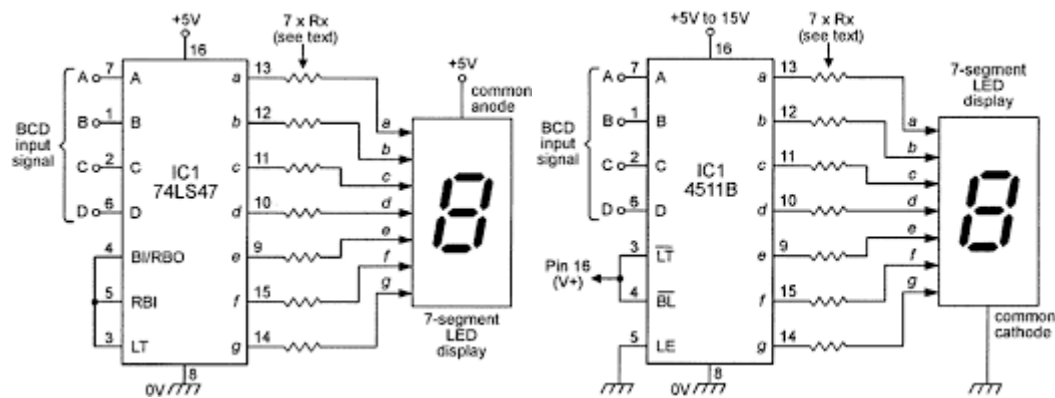 +5V
16
7 x Rx
(see text)
+5V
common
anode
BCD
input
signal
A 7 A
B 1 B
C 2 C
D 6 D
4 BI/RBO
5 RBI
3 LT
IC1
74LS47
a 13
b 12
c 11
d 10
e 9
f 15
g 14
a
b
c
d
e
f
g
7-segment
LED
display
8
0V
+5V to 15V
16
7 x Rx
(see text)
7-segment
LED
display
BCD
input
signal
A 7 A
B 1 B
C 2 C
D 6 D
Pin 16
(V+)
3 L̅T̅
4 B̅L̅
5 LE
IC1
4511B
a 13
b 12
c 11
d 10
e 9
f 15
g 14
a
b
c
d
e
f
g
common
cathode
8
0V